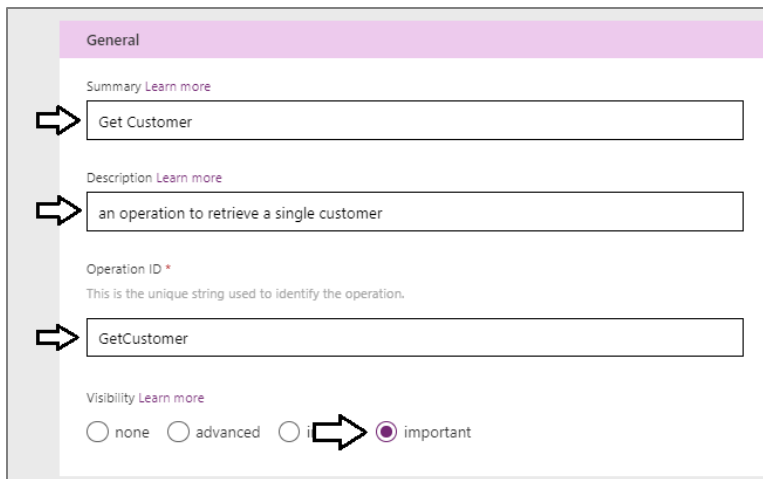 General
Summary Learn more
Get Customer
Description Learn more
an operation to retrieve a single customer
Operation ID *
This is the unique string used to identify the operation.
GetCustomer
Visibility Learn more
none advanced important